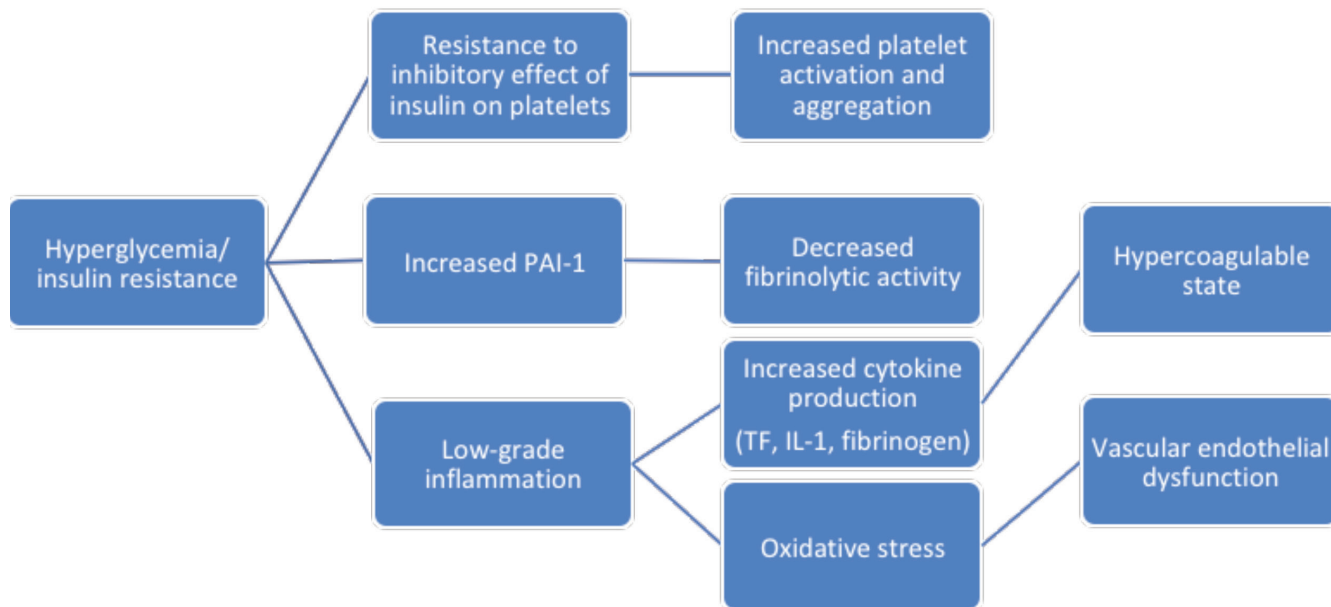 Resistance to
inhibitory effect of
insulin on platelets
Increased platelet
activation and
aggregation
Hyperglycemia/
insulin resistance
Increased PAI-1
Decreased
fibrinolytic activity
Hypercoagulable
state
Low-grade
inflammation
Increased cytokine
production
(TF, IL-1, fibrinogen)
Vascular endothelial
dysfunction
Oxidative stress